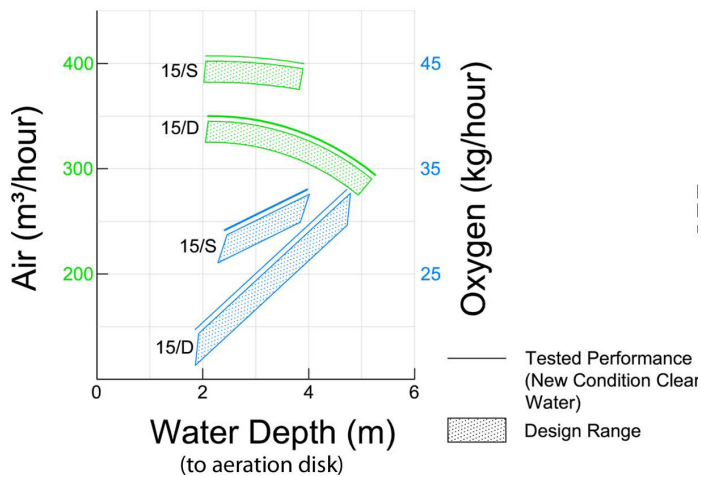 400
300
200
Air (m³/hour)
15/S
15/D
15/S
15/D
45
35
25
Oxygen (kg/hour)
0
2
4
6
Water Depth (m)
(to aeration disk)
Tested Performance
(New Condition Clear
Water)
Design Range